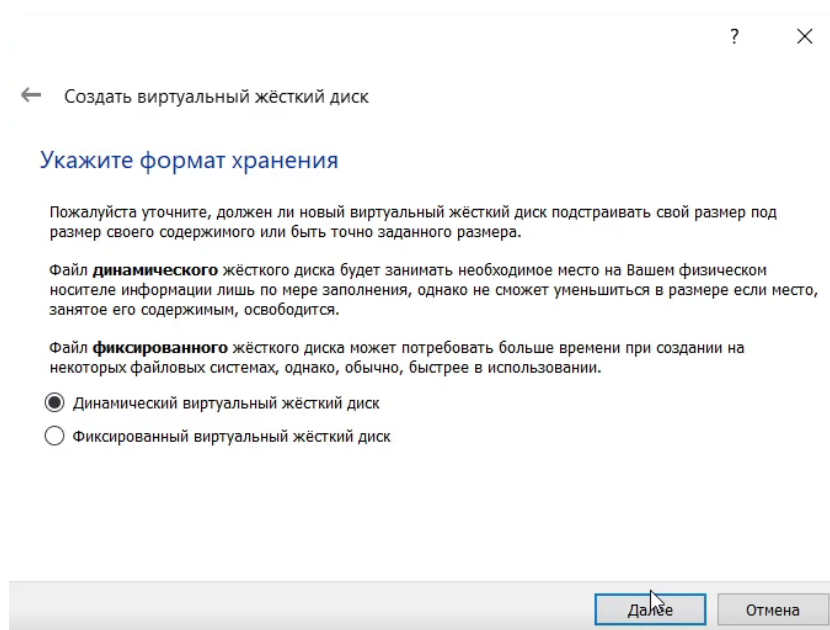 ?
Создать виртуальный жёсткий диск
Укажите формат хранения
Пожалуйста уточните, должен ли новый виртуальный жёсткий диск подстраивать свой размер под
размер своего содержимого или быть точно заданного размера.
Файл динамического жёсткого диска будет занимать необходимое место на Вашем физическом
носителе информации лишь по мере заполнения, однако не сможет уменьшиться в размере если место,
занятое его содержимым, освободится.
Файл фиксированного жёсткого диска может потребовать больше времени при создании на
некоторых файловых системах, однако, обычно, быстрее в использовании.
Динамический виртуальный жёсткий диск
Фиксированный виртуальный жёсткий диск
Далее
Отмена